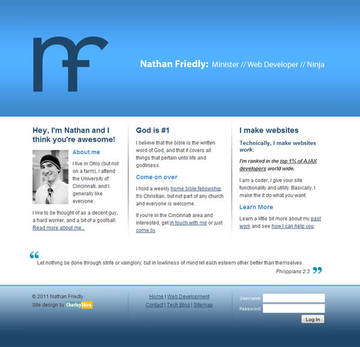 nf
Nathan Friedly: Minister // Web Developer // Ninja
Hey, I'm Nathan and I
think you're awesome!
About me
I live in Ohio (but not
on a farm), I attend
the University of
Cincinnati, and I
generally like
everyone.
I like to be thought of as a decent guy,
a hard worker, and a bit of a goofball.
Read more about me...
God is #1
I believe that the bible is the written
word of God, and that it covers all
things that pertain unto life and
godliness.
Come on over
I hold a weekly home bible fellowship.
It's Christian, but not part of any church
and everyone is welcome.
If you're in the Cincinnati area and
interested, get in touch with me or just
come by.
I make websites
Technically, I make websites
work.
I'm ranked in the top 1% of AJAX
developers world wide.
I am a coder, I give your site
functionality and utility. Basically, I
make the it do what you want.
Learn More
Learn a little bit more about my past
work and see how I can help you.
“ Let nothing be done through strife or vainglory; but in lowliness of mind let each esteem other better than themselves.
Philippians 2:3 ”
© 2011 Nathan Friedly
Site design by Charley
Home | Web Development
Contact | Tech Blog | Sitemap
Username:
Password:
Log In